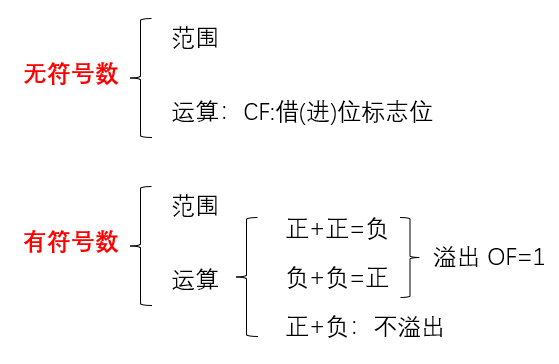 无符号数
范围
运算：CF:借(进)位标志位
有符号数
范围
运算
正+正=负
负+负=正
溢出 OF=1
正+负：不溢出